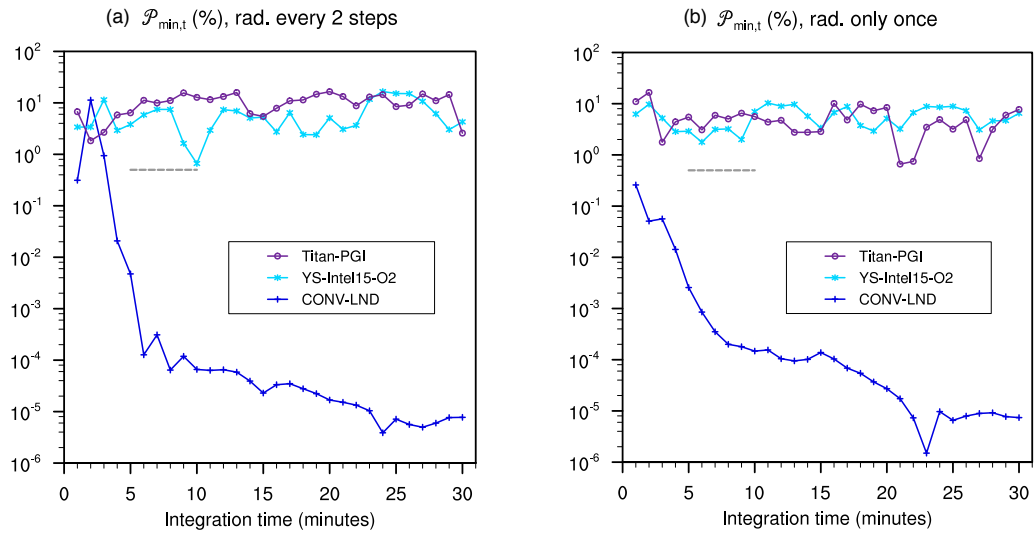 (a) 𝒫min,t (%), rad. every 2 steps
10²
10¹
10⁰
10⁻¹
10⁻²
10⁻³
10⁻⁴
10⁻⁵
10⁻⁶
Titan-PGI
YS-Intel15-O2
CONV-LND
0 5 10 15 20 25 30
Integration time (minutes)
(b) 𝒫min,t (%), rad. only once
10²
10¹
10⁰
10⁻¹
10⁻²
10⁻³
10⁻⁴
10⁻⁵
10⁻⁶
Titan-PGI
YS-Intel15-O2
CONV-LND
0 5 10 15 20 25 30
Integration time (minutes)